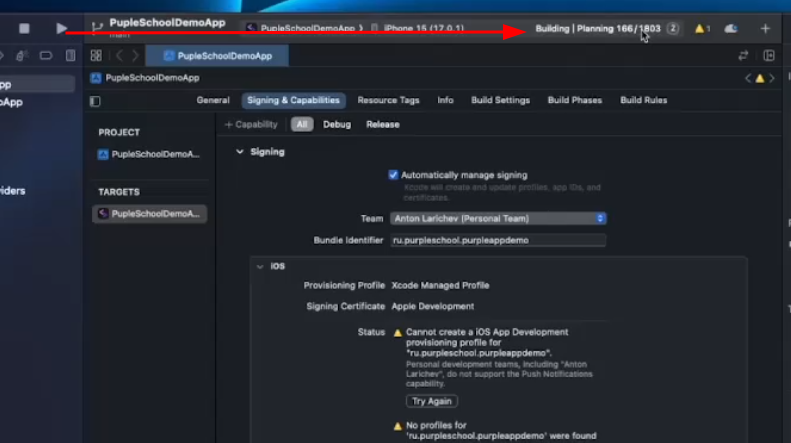 PupleSchoolDemoApp
main
PupleSchoolDemoApp
iPhone 15 (17.0.1)
Building | Planning 166/1803
2
1
PupleSchoolDemoApp
PupleSchoolDemoApp
General
Signing & Capabilities
Resource Tags
Info
Build Settings
Build Phases
Build Rules
+ Capability
All
Debug
Release
PROJECT
PupleSchoolDemoA...
TARGETS
PupleSchoolDemoA...
Signing
Automatically manage signing
Xcode will create and update profiles, app IDs, and
certificates.
Team
Anton Larichev (Personal Team)
Bundle Identifier
ru.purpleschool.purpleappdemo
iOS
Provisioning Profile
Xcode Managed Profile
Signing Certificate
Apple Development
Status
Cannot create a iOS App Development
provisioning profile for
"ru.purpleschool.purpleappdemo".
Personal development teams, including "Anton
Larichev", do not support the Push Notifications
capability.
Try Again
No profiles for
'ru.purpleschool.purpleappdemo' were found